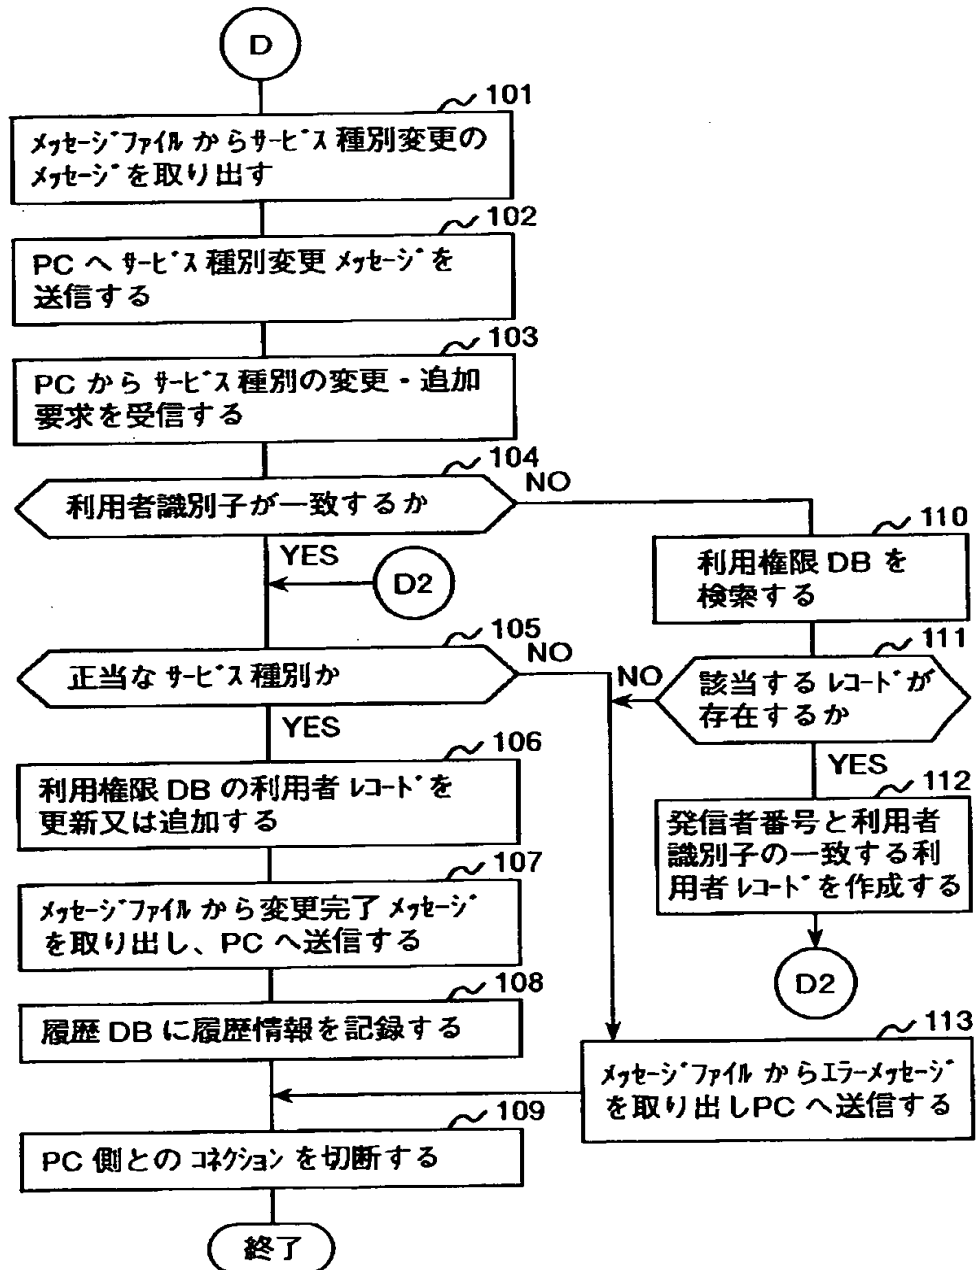 D
101
メッセージファイルからサービス種別変更の
メッセージを取り出す
102
PCへサービス種別変更メッセージを
送信する
103
PCからサービス種別の変更・追加
要求を受信する
104
利用者識別子が一致するか
NO
YES
D2
105
正当なサービス種別か
NO
YES
106
利用権限DBの利用者レコードを
更新又は追加する
107
メッセージファイルから変更完了メッセージ
を取り出し、PCへ送信する
108
履歴DBに履歴情報を記録する
109
PC側とのコネクションを切断する
終了
110
利用権限DBを
検索する
111
該当するレコードが
存在するか
NO
YES
112
発信者番号と利用者
識別子の一致する利
用者レコードを作成する
D2
113
メッセージファイルからエラーメッセージ
を取り出しPCへ送信する